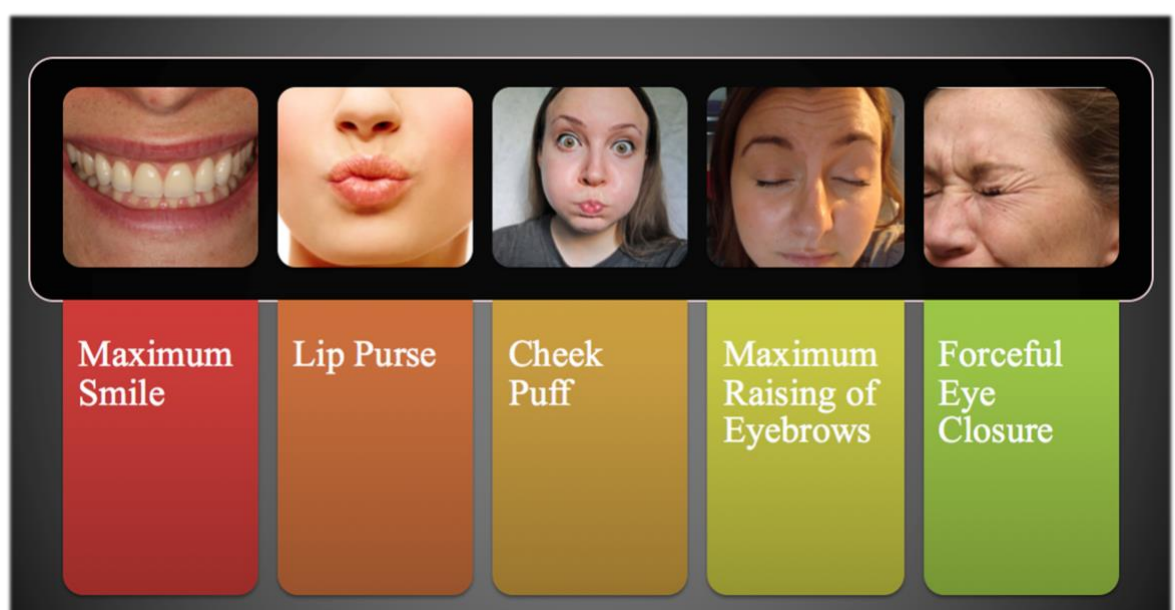 Maximum
Smile
Lip Purse
Cheek
Puff
Maximum
Raising of
Eyebrows
Forceful
Eye
Closure